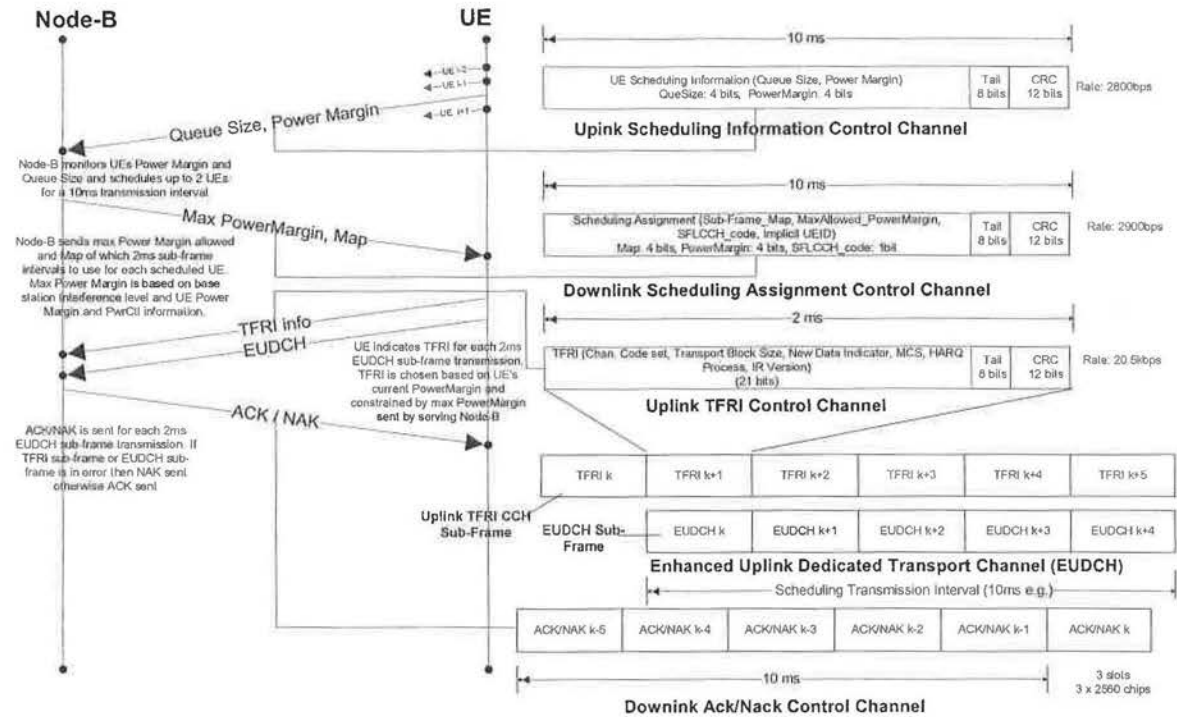 Node-B
UE
UE i-2
UE i-1
UE i+1
Queue Size, Power Margin
Node-B monitors UEs Power Margin and
Queue Size and schedules up to 2 UEs
for a 10ms transmission interval
Max PowerMargin, Map
Node-B sends max Power Margin allowed
and Map of which 2ms sub-frame
intervals to use for each scheduled UE.
Max Power Margin is based on base
station interference level and UE Power
Margin and PwrCtl information.
TFRI info
EUDCH
UE indicates TFRI for each 2ms
EUDCH sub-frame transmission.
TFRI is chosen based on UE's
current PowerMargin and
constrained by max PowerMargin
sent by serving Node-B
ACK / NAK
ACK/NAK is sent for each 2ms
EUDCH sub-frame transmission. If
TFRI sub-frame or EUDCH sub-
frame is in error then NAK sent
otherwise ACK sent
10 ms
UE Scheduling Information (Queue Size, Power Margin)
QueSize: 4 bits, PowerMargin: 4 bits
Tail
8 bits
CRC
12 bits
Rate: 2800bps
Upink Scheduling Information Control Channel
10 ms
Scheduling Assignment (Sub-Frame_Map, MaxAllowed_PowerMargin,
SFLCCH_code, Implicit UEID)
Map: 4 bits, PowerMargin: 4 bits, SFLCCH_code: 1bit
Tail
8 bits
CRC
12 bits
Rate: 2900bps
Downlink Scheduling Assignment Control Channel
2 ms
TFRI (Chan. Code set, Transport Block Size, New Data Indicator, MCS, HARQ
Process, IR Version)
(21 bits)
Tail
8 bits
CRC
12 bits
Rate: 20.5kbps
Uplink TFRI Control Channel
TFRI k
TFRI k+1
TFRI k+2
TFRI k+3
TFRI k+4
TFRI k+5
Uplink TFRI CCH
Sub-Frame
EUDCH Sub-
Frame
EUDCH k
EUDCH k+1
EUDCH k+2
EUDCH k+3
EUDCH k+4
Enhanced Uplink Dedicated Transport Channel (EUDCH)
Scheduling Transmission Interval (10ms e.g.)
ACK/NAK k-5
ACK/NAK k-4
ACK/NAK k-3
ACK/NAK k-2
ACK/NAK k-1
ACK/NAK k
10 ms
3 slots
3 x 2560 chips
Downink Ack/Nack Control Channel